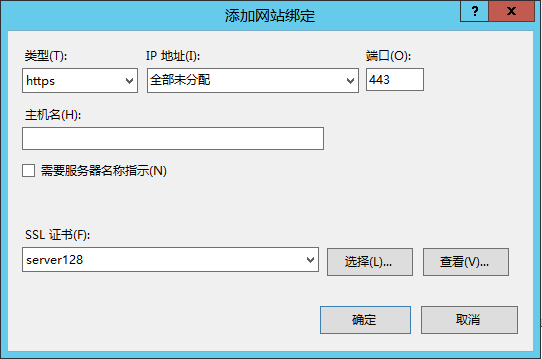 添加网站绑定
? X
类型(T): IP 地址(I): 端口(O):
https 全部未分配 443
主机名(H):
需要服务器名称指示(N)
SSL 证书(F):
server128 选择(L)... 查看(V)...
确定 取消